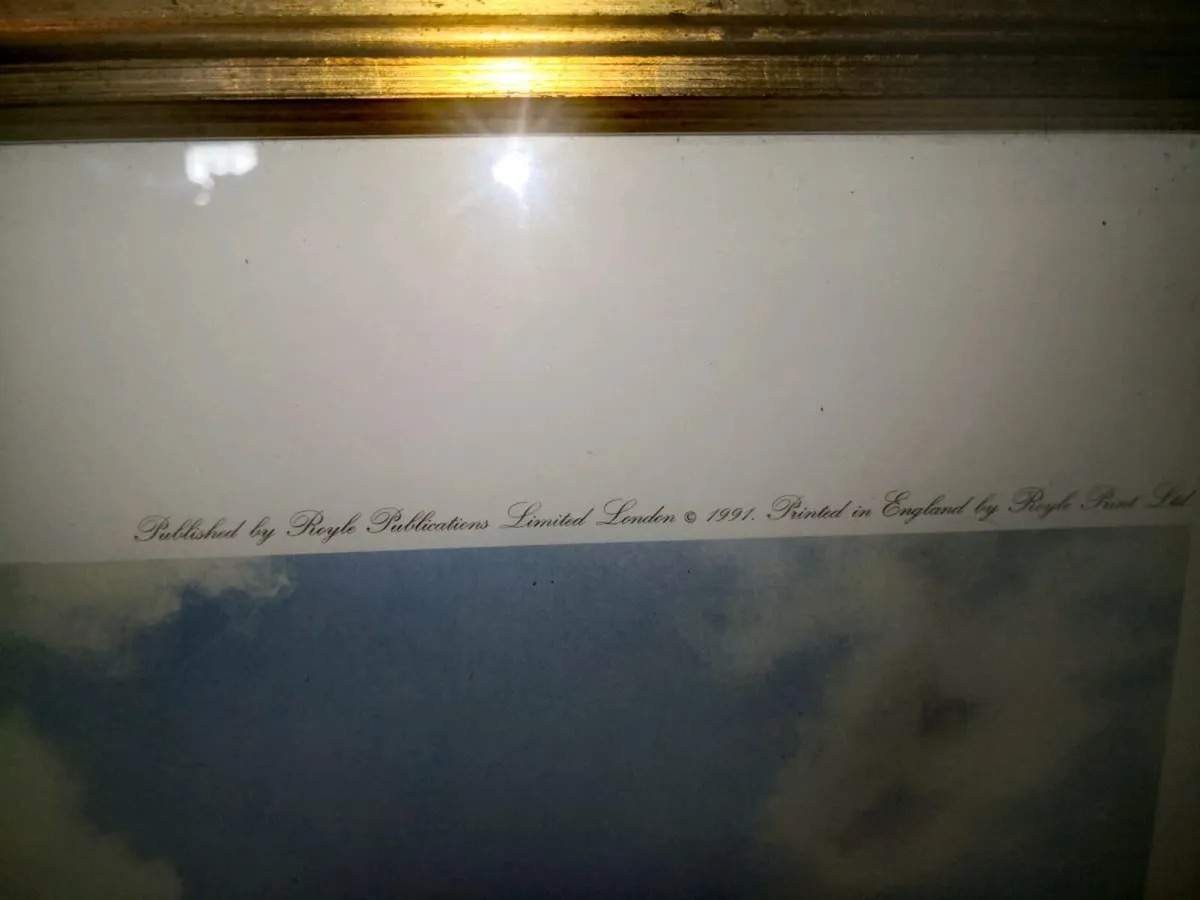 Published by Royle Publications Limited London © 1991. Printed in England by Royle Print Ltd